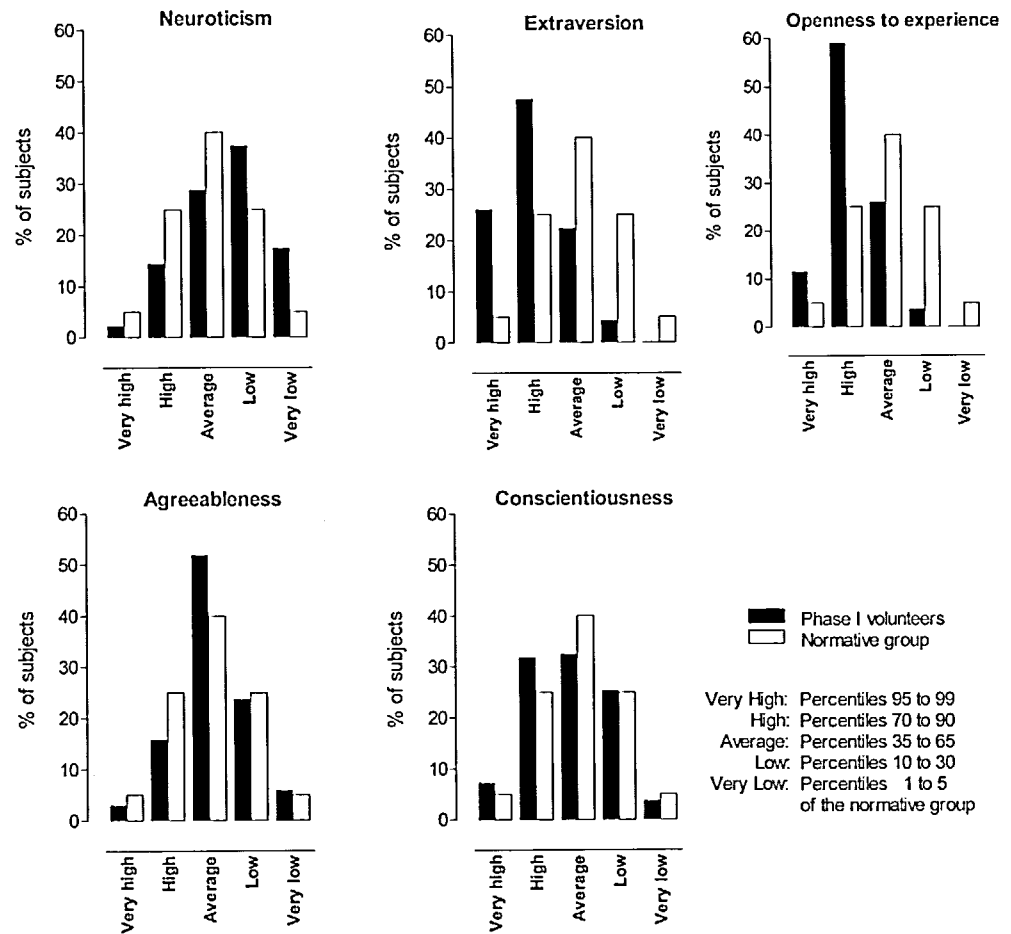 Neuroticism
60
50
40
30
20
10
0
% of subjects
Very high
High
Average
Low
Very low
Extraversion
60
50
40
30
20
10
0
% of subjects
Very high
High
Average
Low
Very low
Openness to experience
60
50
40
30
20
10
0
% of subjects
Very high
High
Average
Low
Very low
Agreeableness
60
50
40
30
20
10
0
% of subjects
Very high
High
Average
Low
Very low
Conscientiousness
60
50
40
30
20
10
0
% of subjects
Very high
High
Average
Low
Very low
Phase I volunteers
Normative group
Very High: Percentiles 95 to 99
High: Percentiles 70 to 90
Average: Percentiles 35 to 65
Low: Percentiles 10 to 30
Very Low: Percentiles 1 to 5
of the normative group